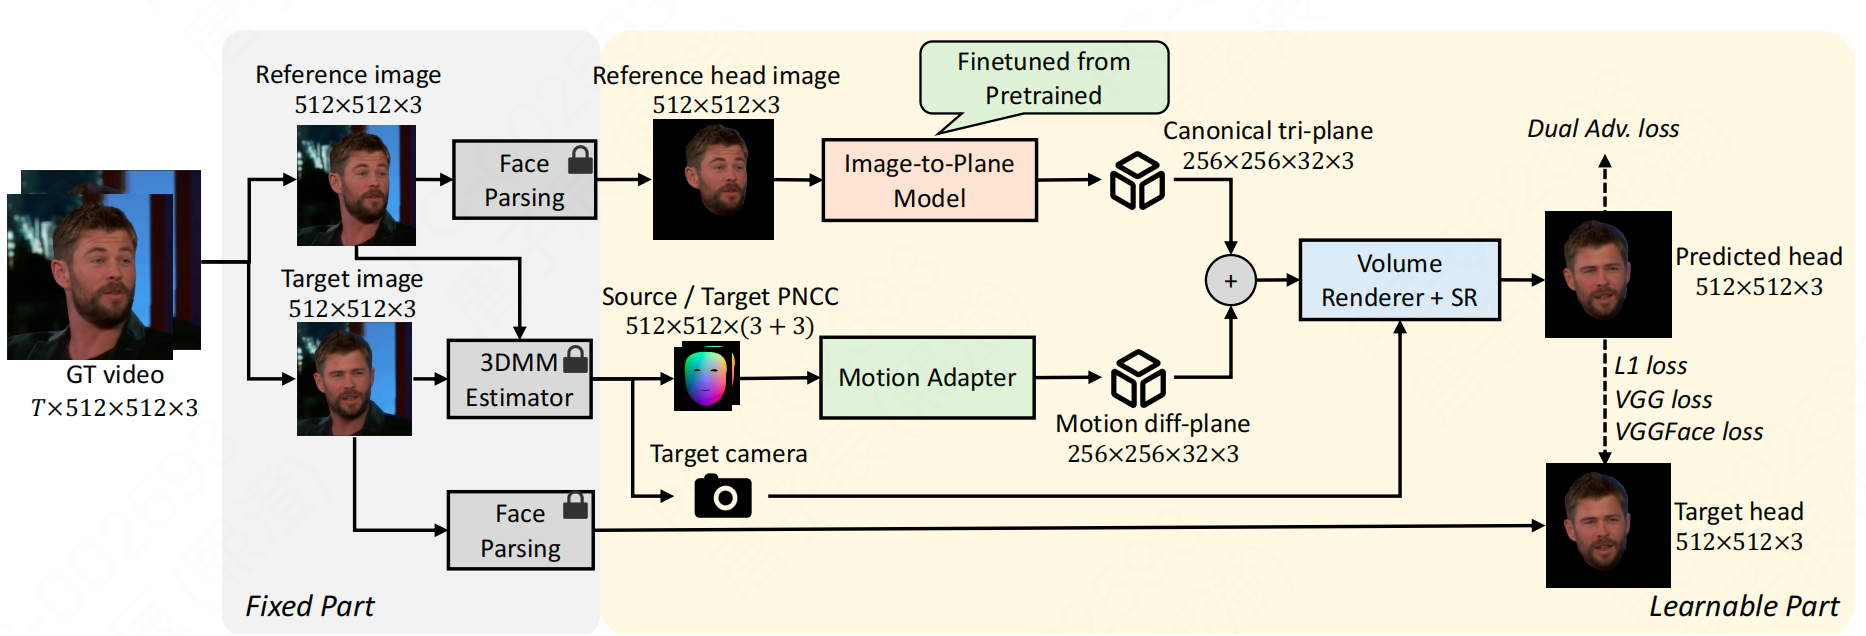 Reference image
512×512×3
Face
Parsing
Reference head image
512×512×3
Finetuned from
Pretrained
Image-to-Plane
Model
Canonical tri-plane
256×256×32×3
Dual Adv. loss
GT video
T×512×512×3
Target image
512×512×3
3DMM
Estimator
Source / Target PNCC
512×512×(3 + 3)
Motion Adapter
Motion diff-plane
256×256×32×3
+
Volume
Renderer + SR
Predicted head
512×512×3
L1 loss
VGG loss
VGGFace loss
Target camera
Face
Parsing
Target head
512×512×3
Fixed Part
Learnable Part